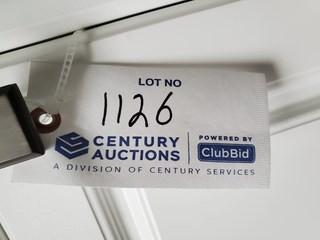 LOT NO
1126
CENTURY AUCTIONS
POWERED BY
ClubBid
A DIVISION OF CENTURY SERVICES